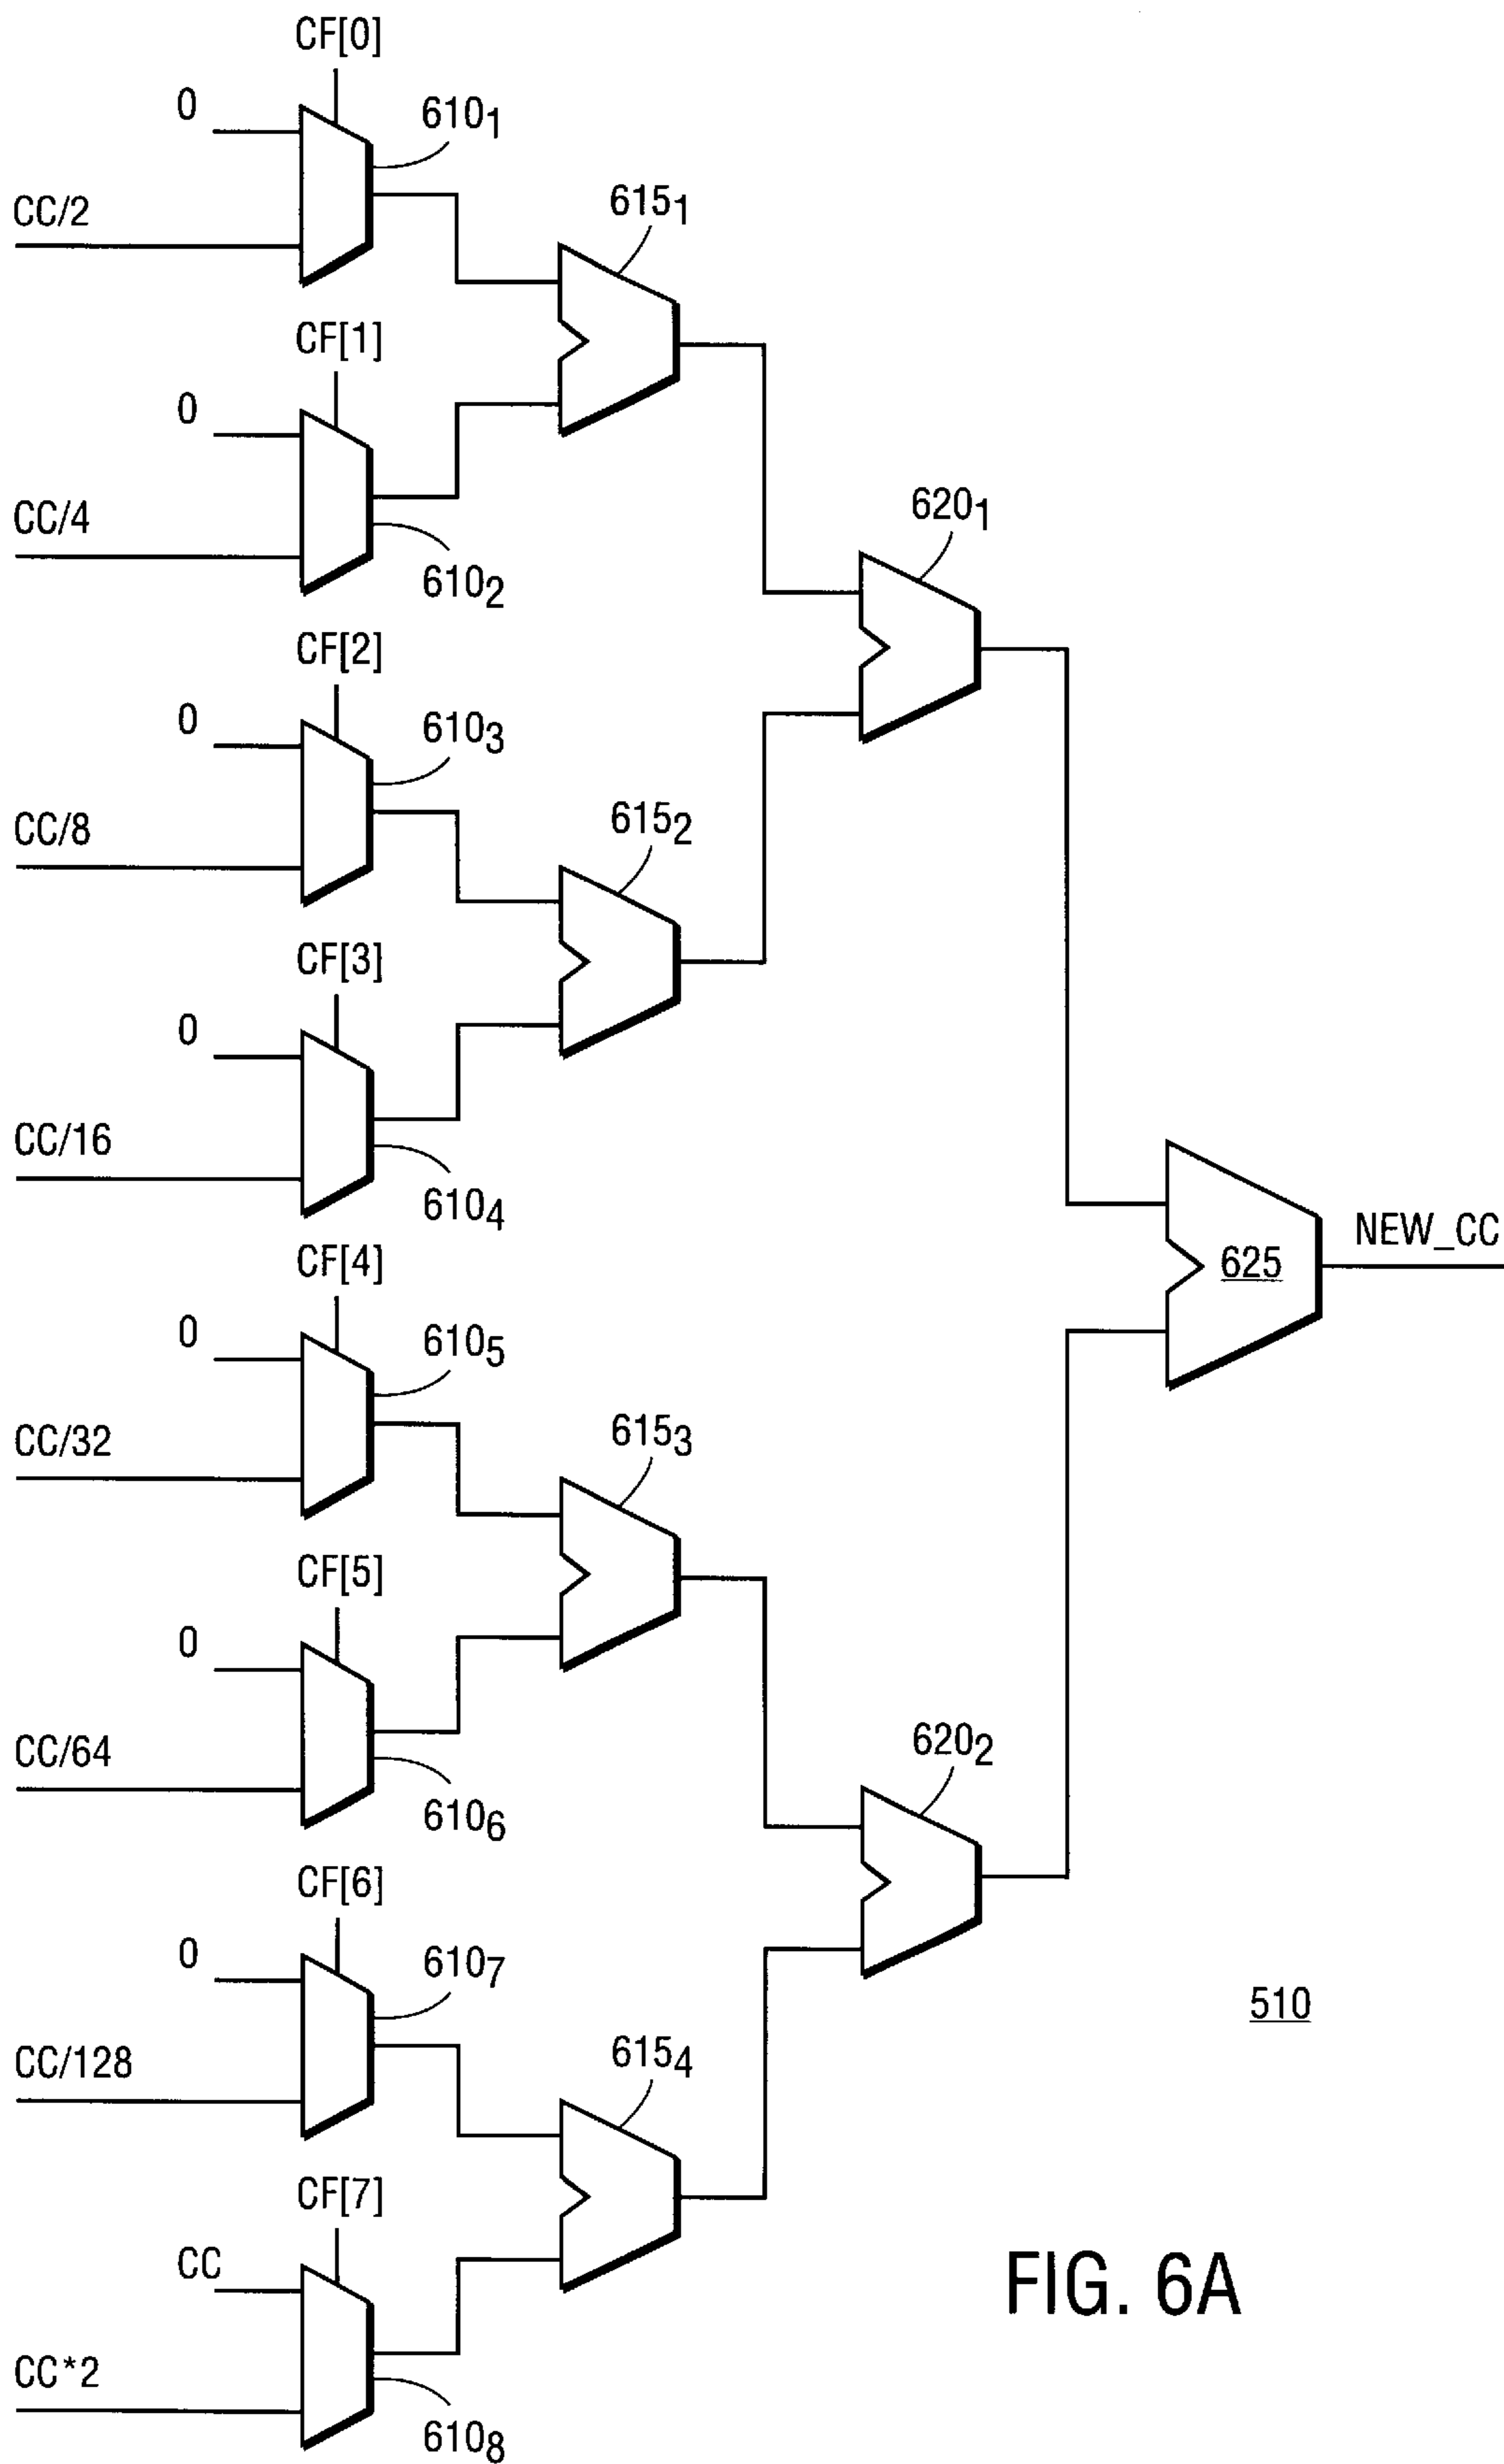 CF[0]
0
610₁
CC/2
615₁
CF[1]
0
CC/4
610₂
620₁
CF[2]
0
610₃
CC/8
615₂
CF[3]
0
CC/16
610₄
NEW_CC
625
CF[4]
0
610₅
CC/32
615₃
CF[5]
0
CC/64
610₆
620₂
CF[6]
0
610₇
510
CC/128
615₄
CF[7]
CC
CC*2
610₈
FIG. 6A